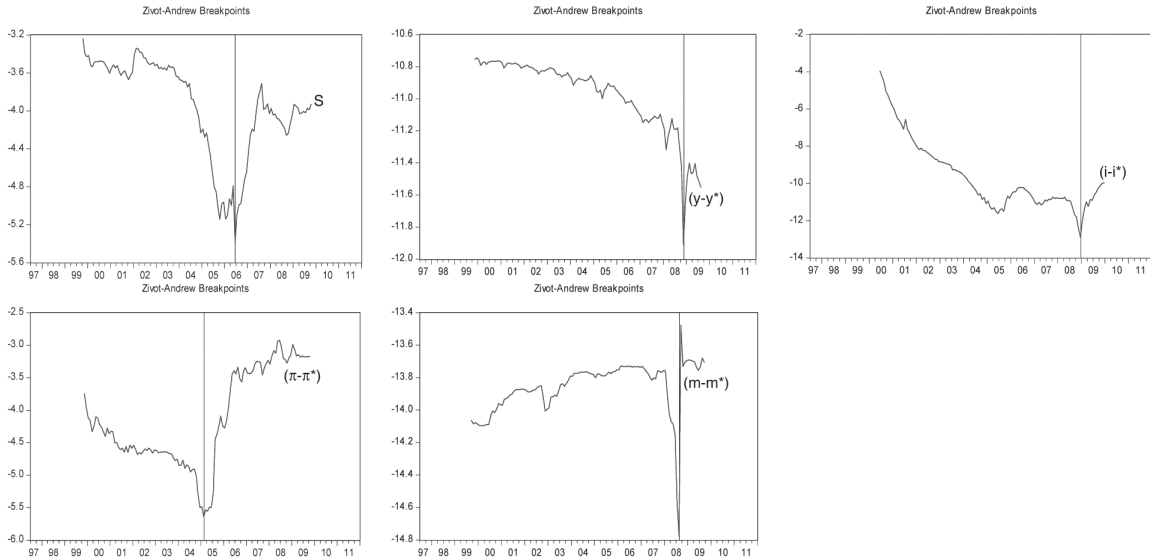 Zivot-Andrew Breakpoints
-3.2
-3.6
-4.0
-4.4
-4.8
-5.2
-5.6
S
97 98 99 00 01 02 03 04 05 06 07 08 09 10 11
Zivot-Andrew Breakpoints
-10.6
-10.8
-11.0
-11.2
-11.4
-11.6
-11.8
-12.0
(y-y*)
97 98 99 00 01 02 03 04 05 06 07 08 09 10 11
Zivot-Andrew Breakpoints
-2
-4
-6
-8
-10
-12
-14
(i-i*)
97 98 99 00 01 02 03 04 05 06 07 08 09 10 11
Zivot-Andrew Breakpoints
-2.5
-3.0
-3.5
-4.0
-4.5
-5.0
-5.5
-6.0
(π-π*)
97 98 99 00 01 02 03 04 05 06 07 08 09 10 11
Zivot-Andrew Breakpoints
-13.4
-13.6
-13.8
-14.0
-14.2
-14.4
-14.6
-14.8
(m-m*)
97 98 99 00 01 02 03 04 05 06 07 08 09 10 11